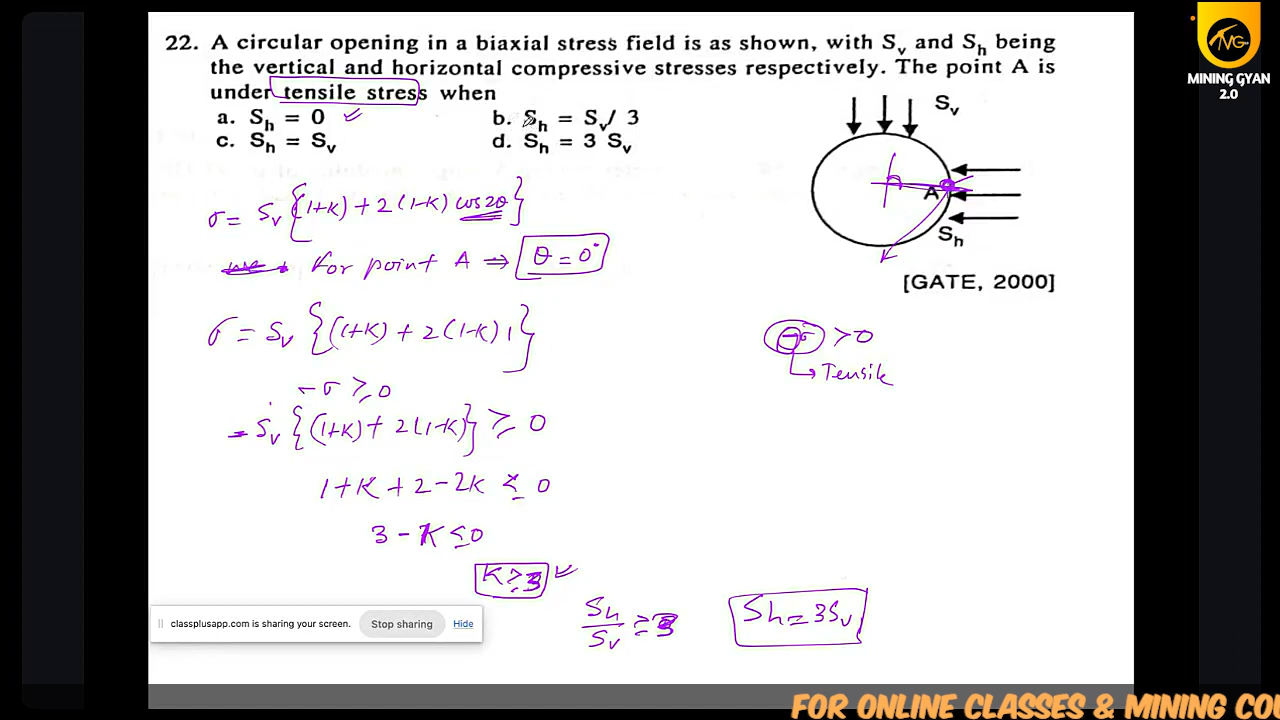 22. A circular opening in a biaxial stress field is as shown, with Sv and Sh being
the vertical and horizontal compressive stresses respectively. The point A is
under tensile stress when
a. Sh = 0 ✓
b. Sh = Sv/ 3
c. Sh = Sv
d. Sh = 3 Sv
Sv
A
Sh
[GATE, 2000]
MINING GYAN
2.0
σ = Sv {(1+K) + 2(1-K) cos2θ}
For point A ⇒ θ = 0°
σ = Sv {(1+K) + 2(1-K) 1}
-σ ≥ 0
-Sv {(1+K) + 2(1-K)} ≥ 0
1+K + 2 - 2K ≤ 0
3 - K ≤ 0
K ≥ 3 ✓
Sh/Sv ≥ 3
Sh = 3Sv
-σ > 0
→ Tensile
classplusapp.com is sharing your screen.
Stop sharing
Hide
FOR ONLINE CLASSES & MINING CO